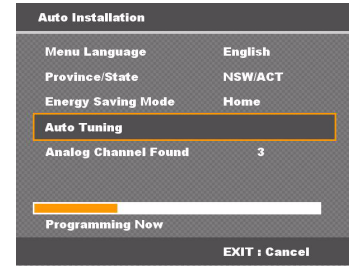 Auto Installation
Menu Language English
Province/State NSW/ACT
Energy Saving Mode Home
Auto Tuning
Analog Channel Found 3
Programming Now
EXIT : Cancel